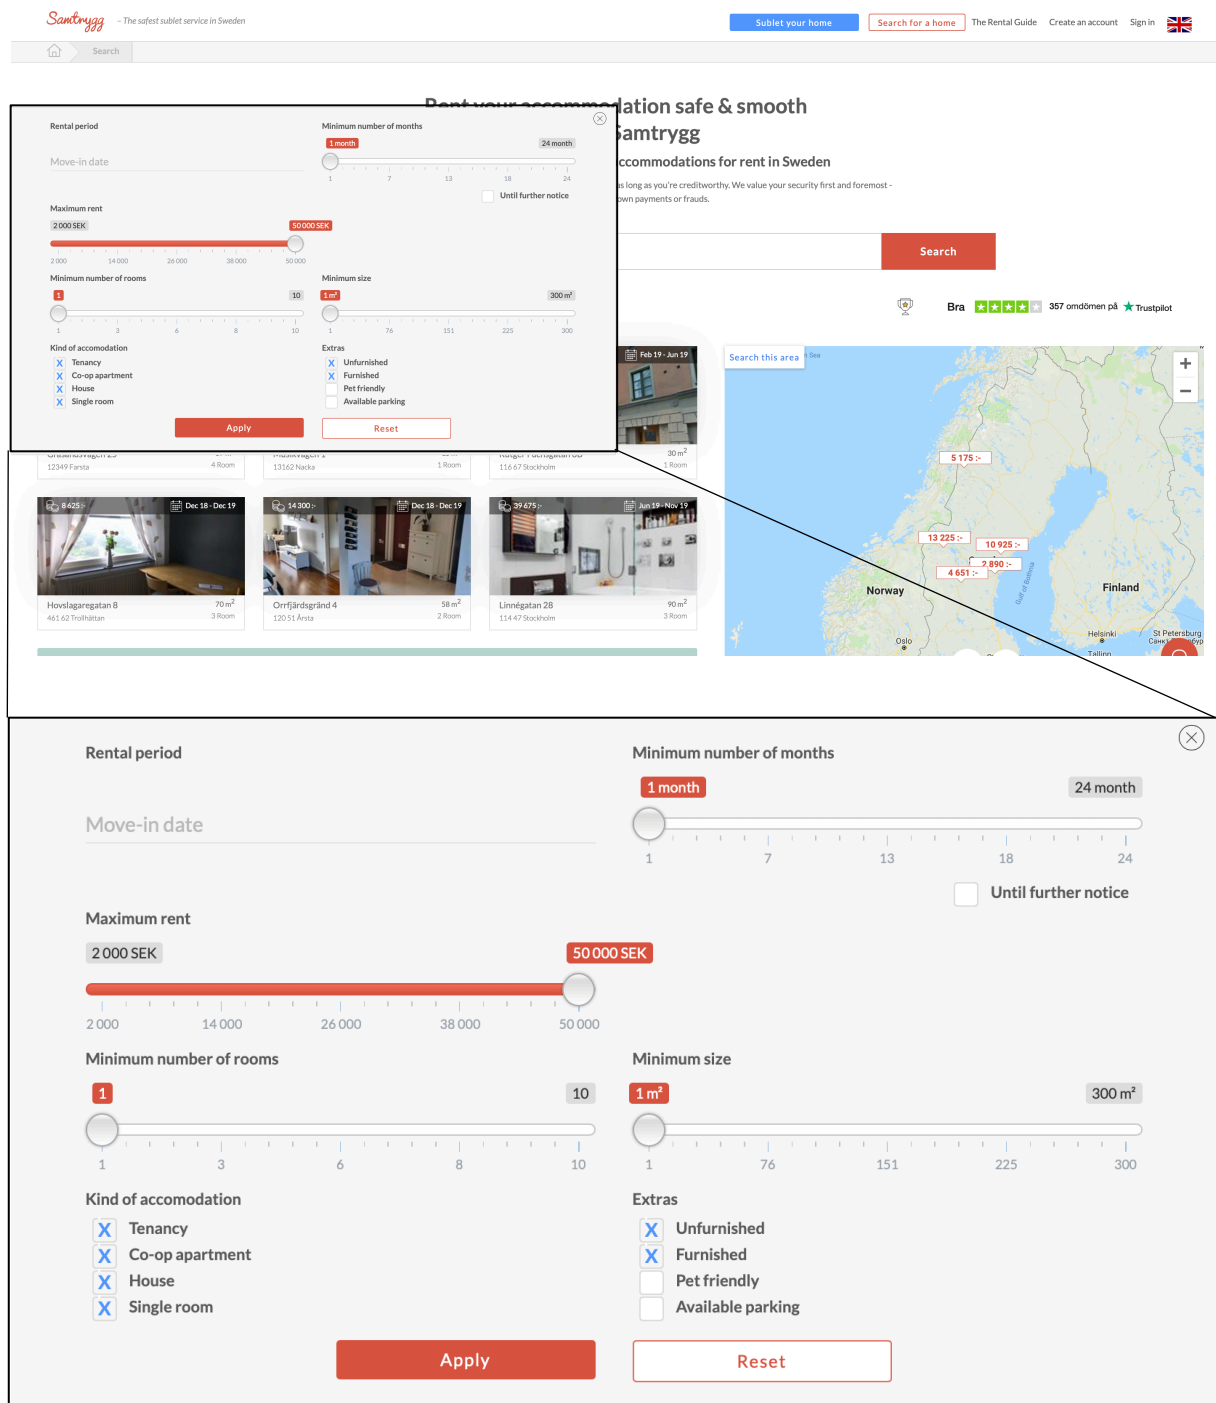 Samtrygg – The safest sublet service in Sweden
Sublet your home Search for a home The Rental Guide Create an account Sign in
Search
Rent your accommodation safe & smooth
Samtrygg
ccommodations for rent in Sweden
as long as you're creditworthy. We value your security first and foremost -
own payments or frauds.
Search
Bra 357 omdömen på Trustpilot
Rental period Minimum number of months
1 month 24 month
Move-in date
1 7 13 18 24
Until further notice
Maximum rent
2 000 SEK 50 000 SEK
2 000 14 000 26 000 38 000 50 000
Minimum number of rooms Minimum size
1 10 1 m² 300 m²
1 3 6 8 10 1 76 151 225 300
Kind of accomodation Extras
X Tenancy X Unfurnished
X Co-op apartment X Furnished
X House Pet friendly
X Single room Available parking
Apply Reset
Feb 19 - Jun 19
30 m²
12349 Farsta 4 Room 13162 Nacka 1 Room 116 67 Stockholm 1 Room
8 625 :- Dec 18 - Dec 19 14 300 :- Dec 18 - Dec 19 39 675 :- Jun 19 - Nov 19
Hovslagaregatan 8 70 m² Orrfjärdsgränd 4 58 m² Linnégatan 28 90 m²
461 62 Trollhättan 3 Room 120 51 Årsta 2 Room 114 47 Stockholm 3 Room
Search this area
n Sea
+
−
5 175 :-
13 225 :-
10 925 :-
2 890 :-
4 651 :-
Gulf of Bothnia
Norway
Finland
Oslo
Helsinki
Tallinn
St Petersburg
Rental period Minimum number of months
1 month 24 month
Move-in date
1 7 13 18 24
Until further notice
Maximum rent
2 000 SEK 50 000 SEK
2 000 14 000 26 000 38 000 50 000
Minimum number of rooms Minimum size
1 10 1 m² 300 m²
1 3 6 8 10 1 76 151 225 300
Kind of accomodation Extras
X Tenancy X Unfurnished
X Co-op apartment X Furnished
X House Pet friendly
X Single room Available parking
Apply Reset